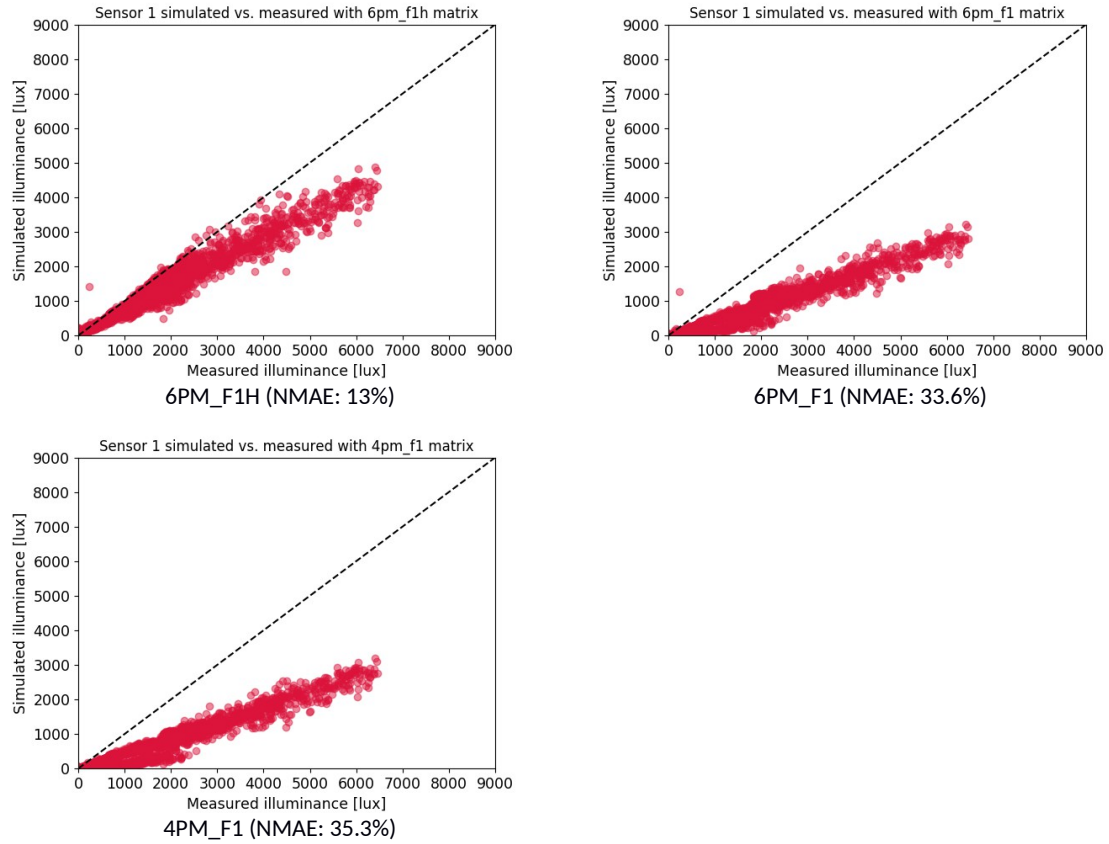 Sensor 1 simulated vs. measured with 6pm_f1h matrix
9000
8000
7000
6000
5000
4000
3000
2000
1000
0
Simulated illuminance [lux]
0 1000 2000 3000 4000 5000 6000 7000 8000 9000
Measured illuminance [lux]
6PM_F1H (NMAE: 13%)
Sensor 1 simulated vs. measured with 6pm_f1 matrix
9000
8000
7000
6000
5000
4000
3000
2000
1000
0
Simulated illuminance [lux]
0 1000 2000 3000 4000 5000 6000 7000 8000 9000
Measured illuminance [lux]
6PM_F1 (NMAE: 33.6%)
Sensor 1 simulated vs. measured with 4pm_f1 matrix
9000
8000
7000
6000
5000
4000
3000
2000
1000
0
Simulated illuminance [lux]
0 1000 2000 3000 4000 5000 6000 7000 8000 9000
Measured illuminance [lux]
4PM_F1 (NMAE: 35.3%)